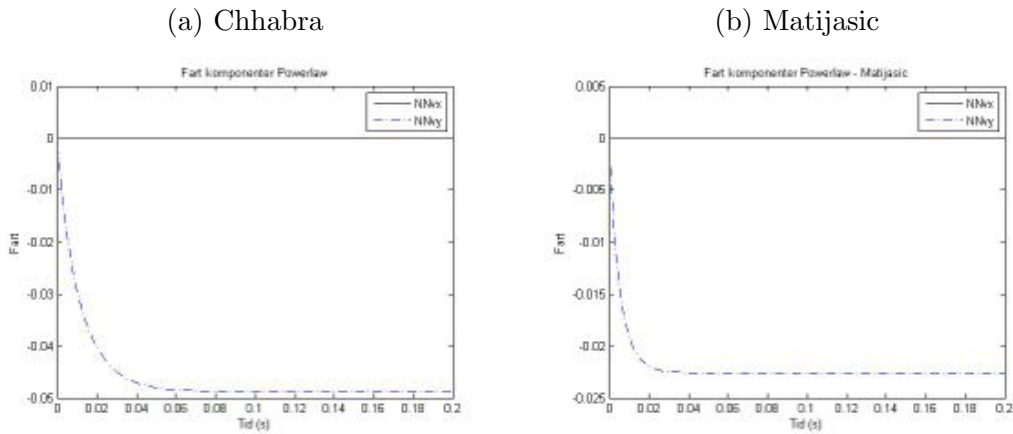 (a) Chhabra
(b) Matijasic
Fart komponenter Powerlaw
0.01
0
-0.01
-0.02
-0.03
-0.04
-0.05
Fart
0 0.02 0.04 0.06 0.08 0.1 0.12 0.14 0.16 0.18 0.2
Tid (s)
NNvx
NNvy
Fart komponenter Powerlaw - Matijasic
0.005
0
-0.005
-0.01
-0.015
-0.02
-0.025
Fart
0 0.02 0.04 0.06 0.08 0.1 0.12 0.14 0.16 0.18 0.2
Tid (s)
NNvx
NNvy